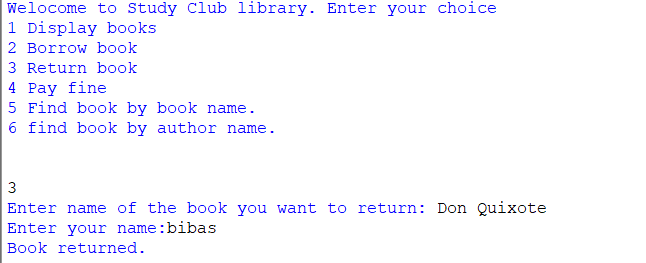 Welocome to Study Club library. Enter your choice
1 Display books
2 Borrow book
3 Return book
4 Pay fine
5 Find book by book name.
6 find book by author name.
3
Enter name of the book you want to return: Don Quixote
Enter your name:bibas
Book returned.